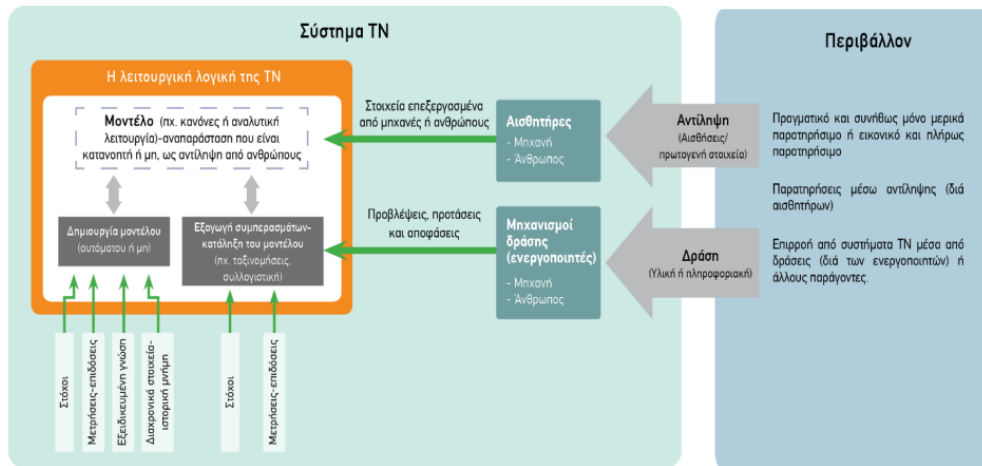 Σύστημα ΤΝ
Η λειτουργική λογική της ΤΝ
Μοντέλο (πχ. κανόνες ή αναλυτική
λειτουργία)-αναπαράσταση που είναι
κατανοπτή ή μη, ως αντίληψη από ανθρώπους
Δημιουργία μοντέλου
(αυτόματου ή μη)
Εξαγωγή συμπερασμάτων-
κατάληξη του μοντέλου
(πχ. ταξινομήσεις,
συλλογιστική)
Στόχοι
Μετρήσεις-επιδόσεις
Εξειδικευμένη γνώση
Διαχρονικά στοιχεία-
ιστορική μνήμη
Στόχοι
Μετρήσεις-επιδόσεις
Στοιχεία επεξεργασμένα
από μηχανές ή ανθρώπους
Προβλέψεις, προτάσεις
και αποφάσεις
Αισθητήρες
- Μηχανή
- Άνθρωπος
Μηχανισμοί
δράσης
(ενεργοποιητές)
- Μηχανή
- Άνθρωπος
Αντίληψη
(Αισθήσεις/
πρωτογενή στοιχεία)
Δράση
(Υλική ή πληροφοριακή)
Περιβάλλον
Πραγματικό και συνήθως μόνο μερικά
παρατηρήσιμο ή εικονικό και πλήρως
παρατηρήσιμο
Παρατηρήσεις μέσω αντίληψης (διά
αισθητήρων)
Επιρροή από συστήματα ΤΝ μέσα από
δράσεις (διά των ενεργοποιητών) ή
άλλους παράγοντες.